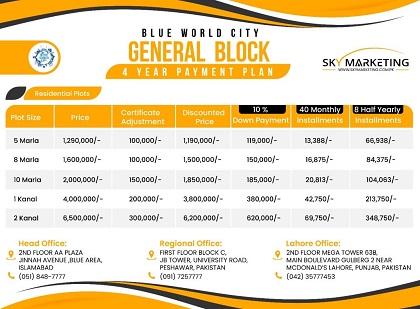 BLUE WORLD CITY
GENERAL BLOCK
4 YEAR PAYMENT PLAN
SKY MARKETING
WWW.SKYMARKETING.COM.PK
Residential Plots
Plot Size Price Certificate Adjustment Discounted Price 10 % Down Payment 40 Monthly Installments 8 Half Yearly Installments
5 Marla 1,290,000/- 100,000/- 1,190,000/- 119,000/- 13,388/- 66,938/-
8 Marla 1,600,000/- 100,000/- 1,500,000/- 150,000/- 16,875/- 84,375/-
10 Marla 2,000,000/- 150,000/- 1,850,000/- 185,000/- 20,813/- 104,063/-
1 Kanal 4,000,000/- 200,000/- 3,800,000/- 380,000/- 42,750/- 213,750/-
2 Kanal 6,500,000/- 300,000/- 6,200,000/- 620,000/- 69,750/- 348,750/-
Head Office:
2ND FLOOR AA PLAZA
JINNAH AVENUE ,BLUE AREA,
ISLAMABAD
(051) 848-7777
Regional Office:
FIRST FLOOR BLOCK C,
JB TOWER, UNIVERSITY ROAD,
PESHAWAR, PAKISTAN
(091) 7257777
Lahore Office:
2ND FLOOR MEGA TOWER 63B,
MAIN BOULEVARD GULBERG 2 NEAR
MCDONALD'S LAHORE, PUNJAB, PAKISTAN
(042) 35777453